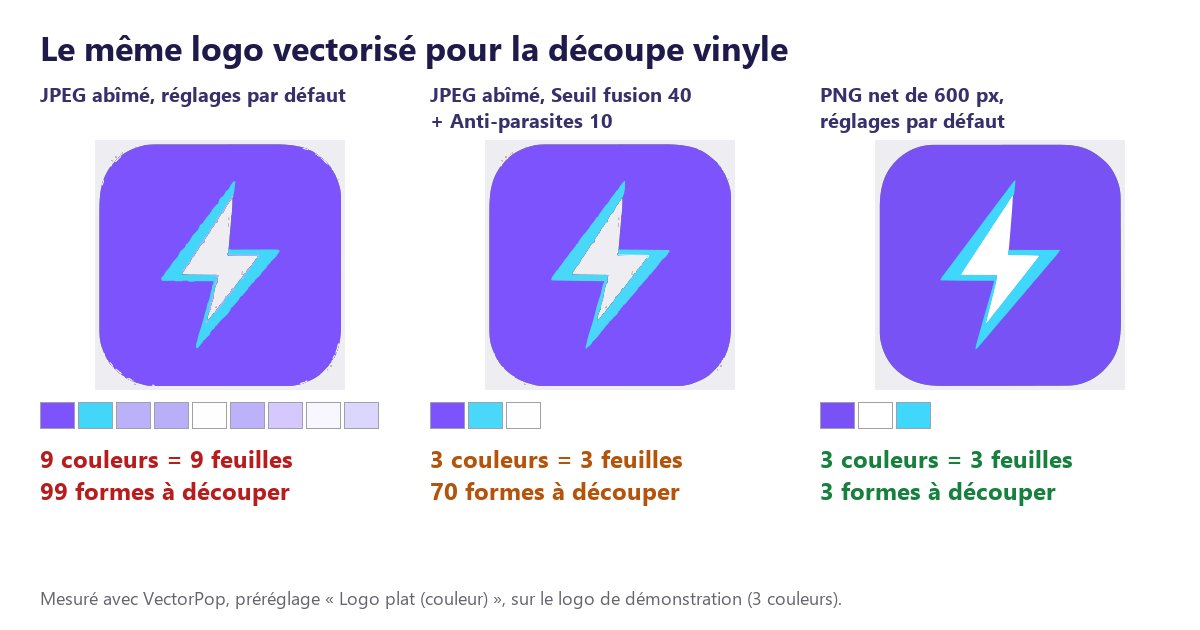 Le même logo vectorisé pour la découpe vinyle
JPEG abîmé, réglages par défaut
JPEG abîmé, Seuil fusion 40
+ Anti-parasites 10
PNG net de 600 px,
réglages par défaut
9 couleurs = 9 feuilles
99 formes à découper
3 couleurs = 3 feuilles
70 formes à découper
3 couleurs = 3 feuilles
3 formes à découper
Mesuré avec VectorPop, préréglage « Logo plat (couleur) », sur le logo de démonstration (3 couleurs).